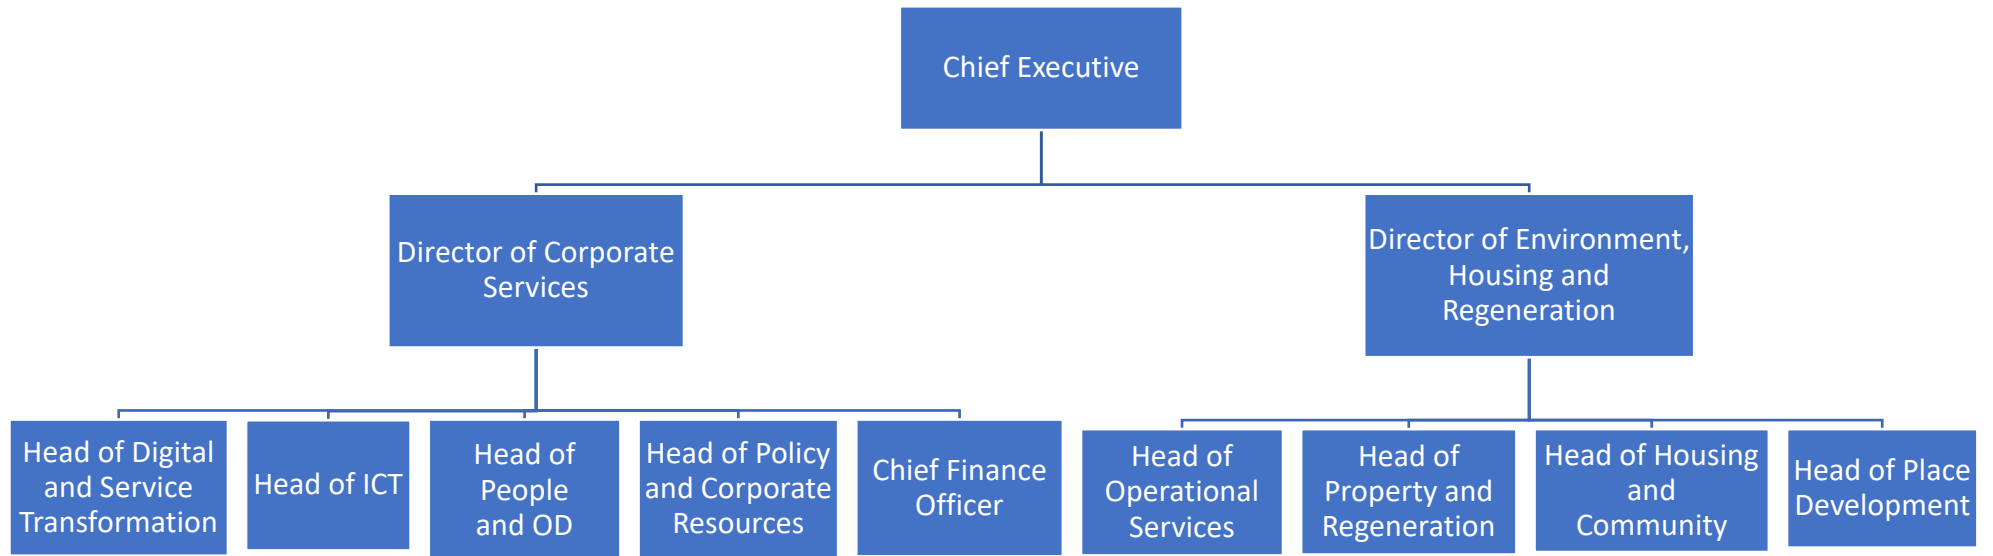 Chief Executive
Director of Corporate
Services
Director of Environment,
Housing and
Regeneration
Head of Digital
and Service
Transformation
Head of ICT
Head of
People
and OD
Head of Policy
and Corporate
Resources
Chief Finance
Officer
Head of
Operational
Services
Head of
Property and
Regeneration
Head of Housing
and
Community
Head of Place
Development